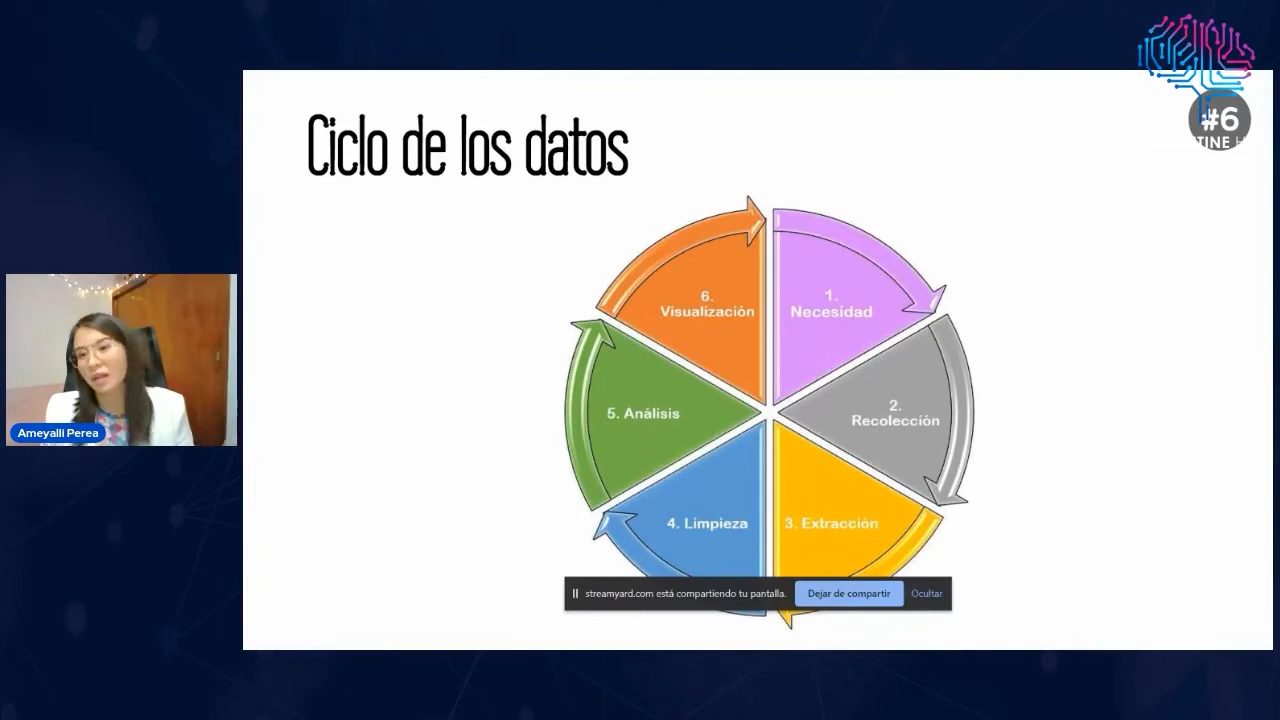 #6
TINE
Ciclo de los datos
6.
Visualización
1.
Necesidad
5. Análisis
2.
Recolección
4. Limpieza
3. Extracción
streamyard.com está compartiendo tu pantalla.
Dejar de compartir
Ocultar
Ameyalli Perea